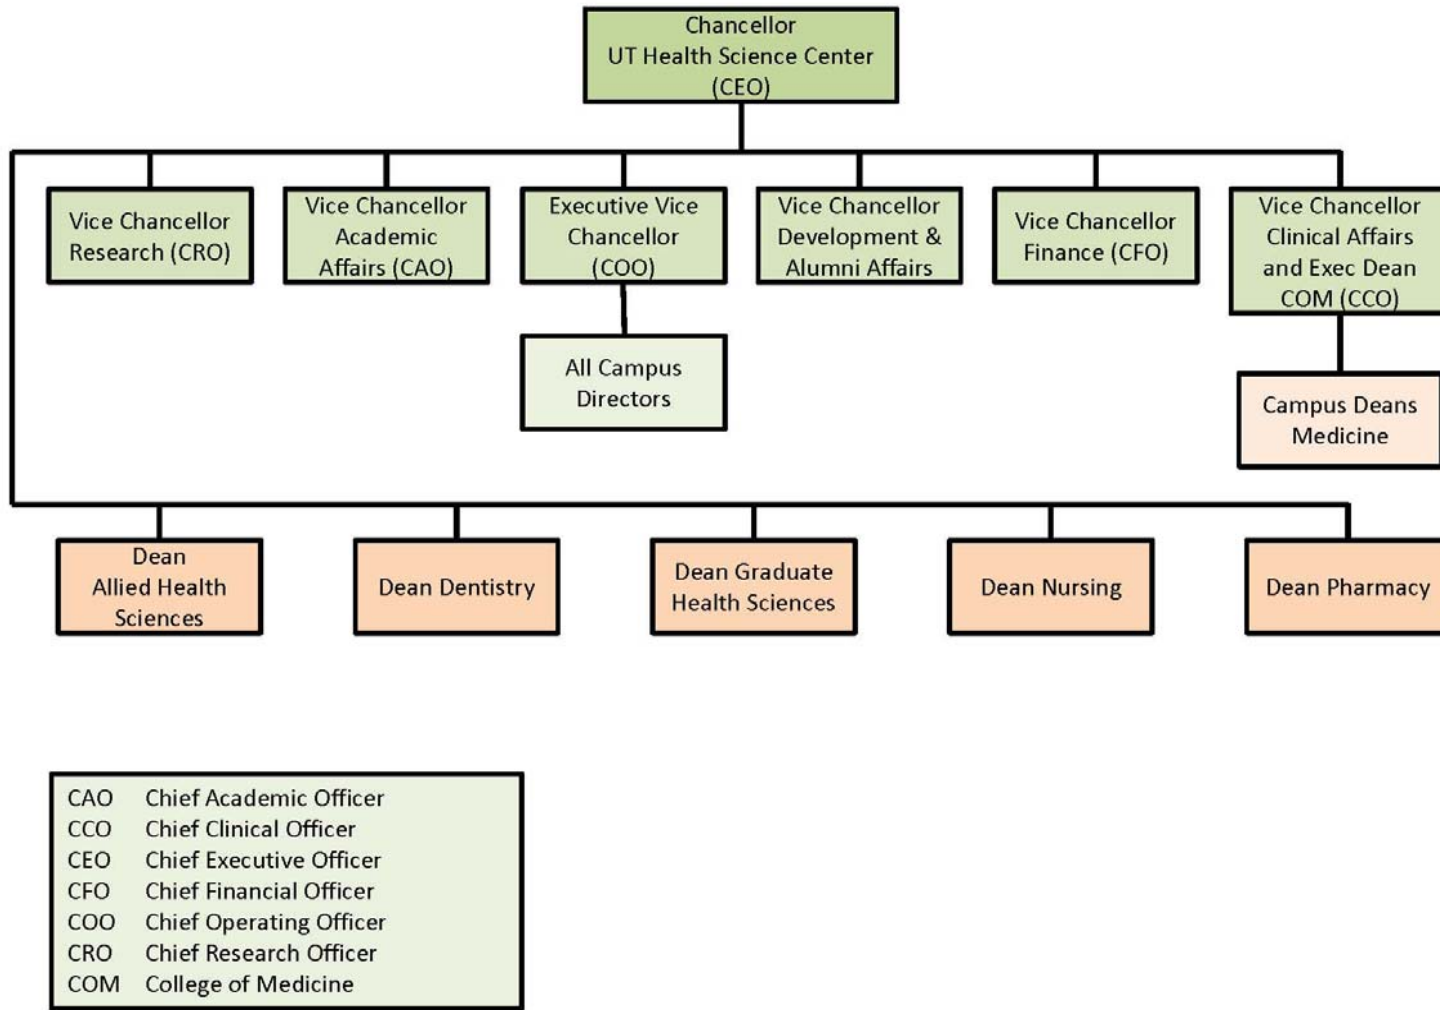 Chancellor
UT Health Science Center
(CEO)
Vice Chancellor
Research (CRO)
Vice Chancellor
Academic
Affairs (CAO)
Executive Vice
Chancellor
(COO)
Vice Chancellor
Development &
Alumni Affairs
Vice Chancellor
Finance (CFO)
Vice Chancellor
Clinical Affairs
and Exec Dean
COM (CCO)
All Campus
Directors
Campus Deans
Medicine
Dean
Allied Health
Sciences
Dean Dentistry
Dean Graduate
Health Sciences
Dean Nursing
Dean Pharmacy
CAO Chief Academic Officer
CCO Chief Clinical Officer
CEO Chief Executive Officer
CFO Chief Financial Officer
COO Chief Operating Officer
CRO Chief Research Officer
COM College of Medicine